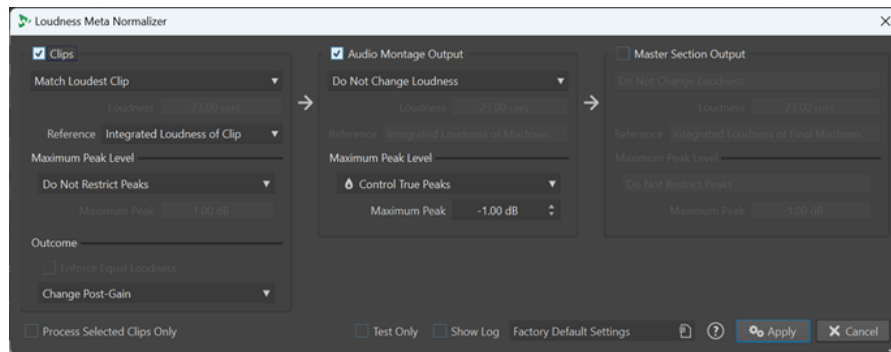 Loudness Meta Normalizer
Clips
Match Loudest Clip
Loudness -23.00 LUFS
Reference Integrated Loudness of Clip
Maximum Peak Level
Do Not Restrict Peaks
Maximum Peak -1.00 dB
Outcome
Enforce Equal Loudness
Change Post-Gain
Audio Montage Output
Do Not Change Loudness
Loudness -23.00 LUFS
Reference Integrated Loudness of Mixdown
Maximum Peak Level
Control True Peaks
Maximum Peak -1.00 dB
Master Section Output
Do Not Change Loudness
Loudness -23.00 LUFS
Reference Integrated Loudness of Final Mixdown
Maximum Peak Level
Do Not Restrict Peaks
Maximum Peak -1.00 dB
Process Selected Clips Only
Test Only Show Log Factory Default Settings ? Apply Cancel